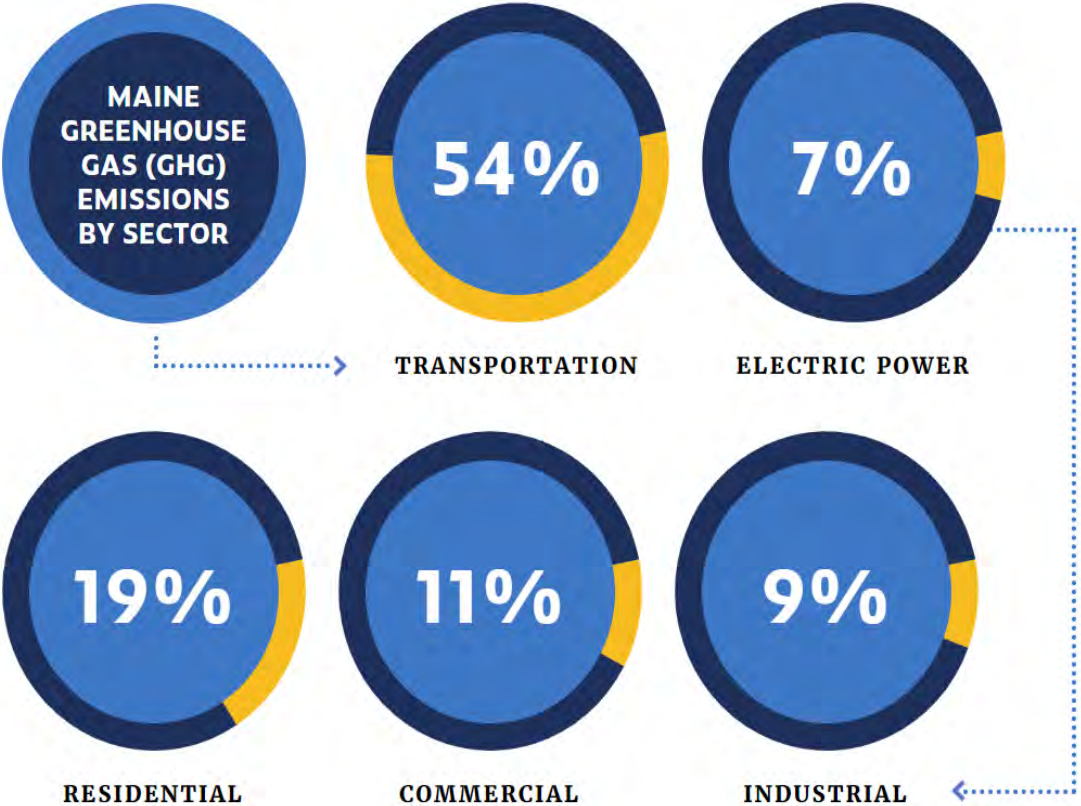 MAINE
GREENHOUSE
GAS (GHG)
EMISSIONS
BY SECTOR
54%
TRANSPORTATION
7%
ELECTRIC POWER
19%
RESIDENTIAL
11%
COMMERCIAL
9%
INDUSTRIAL